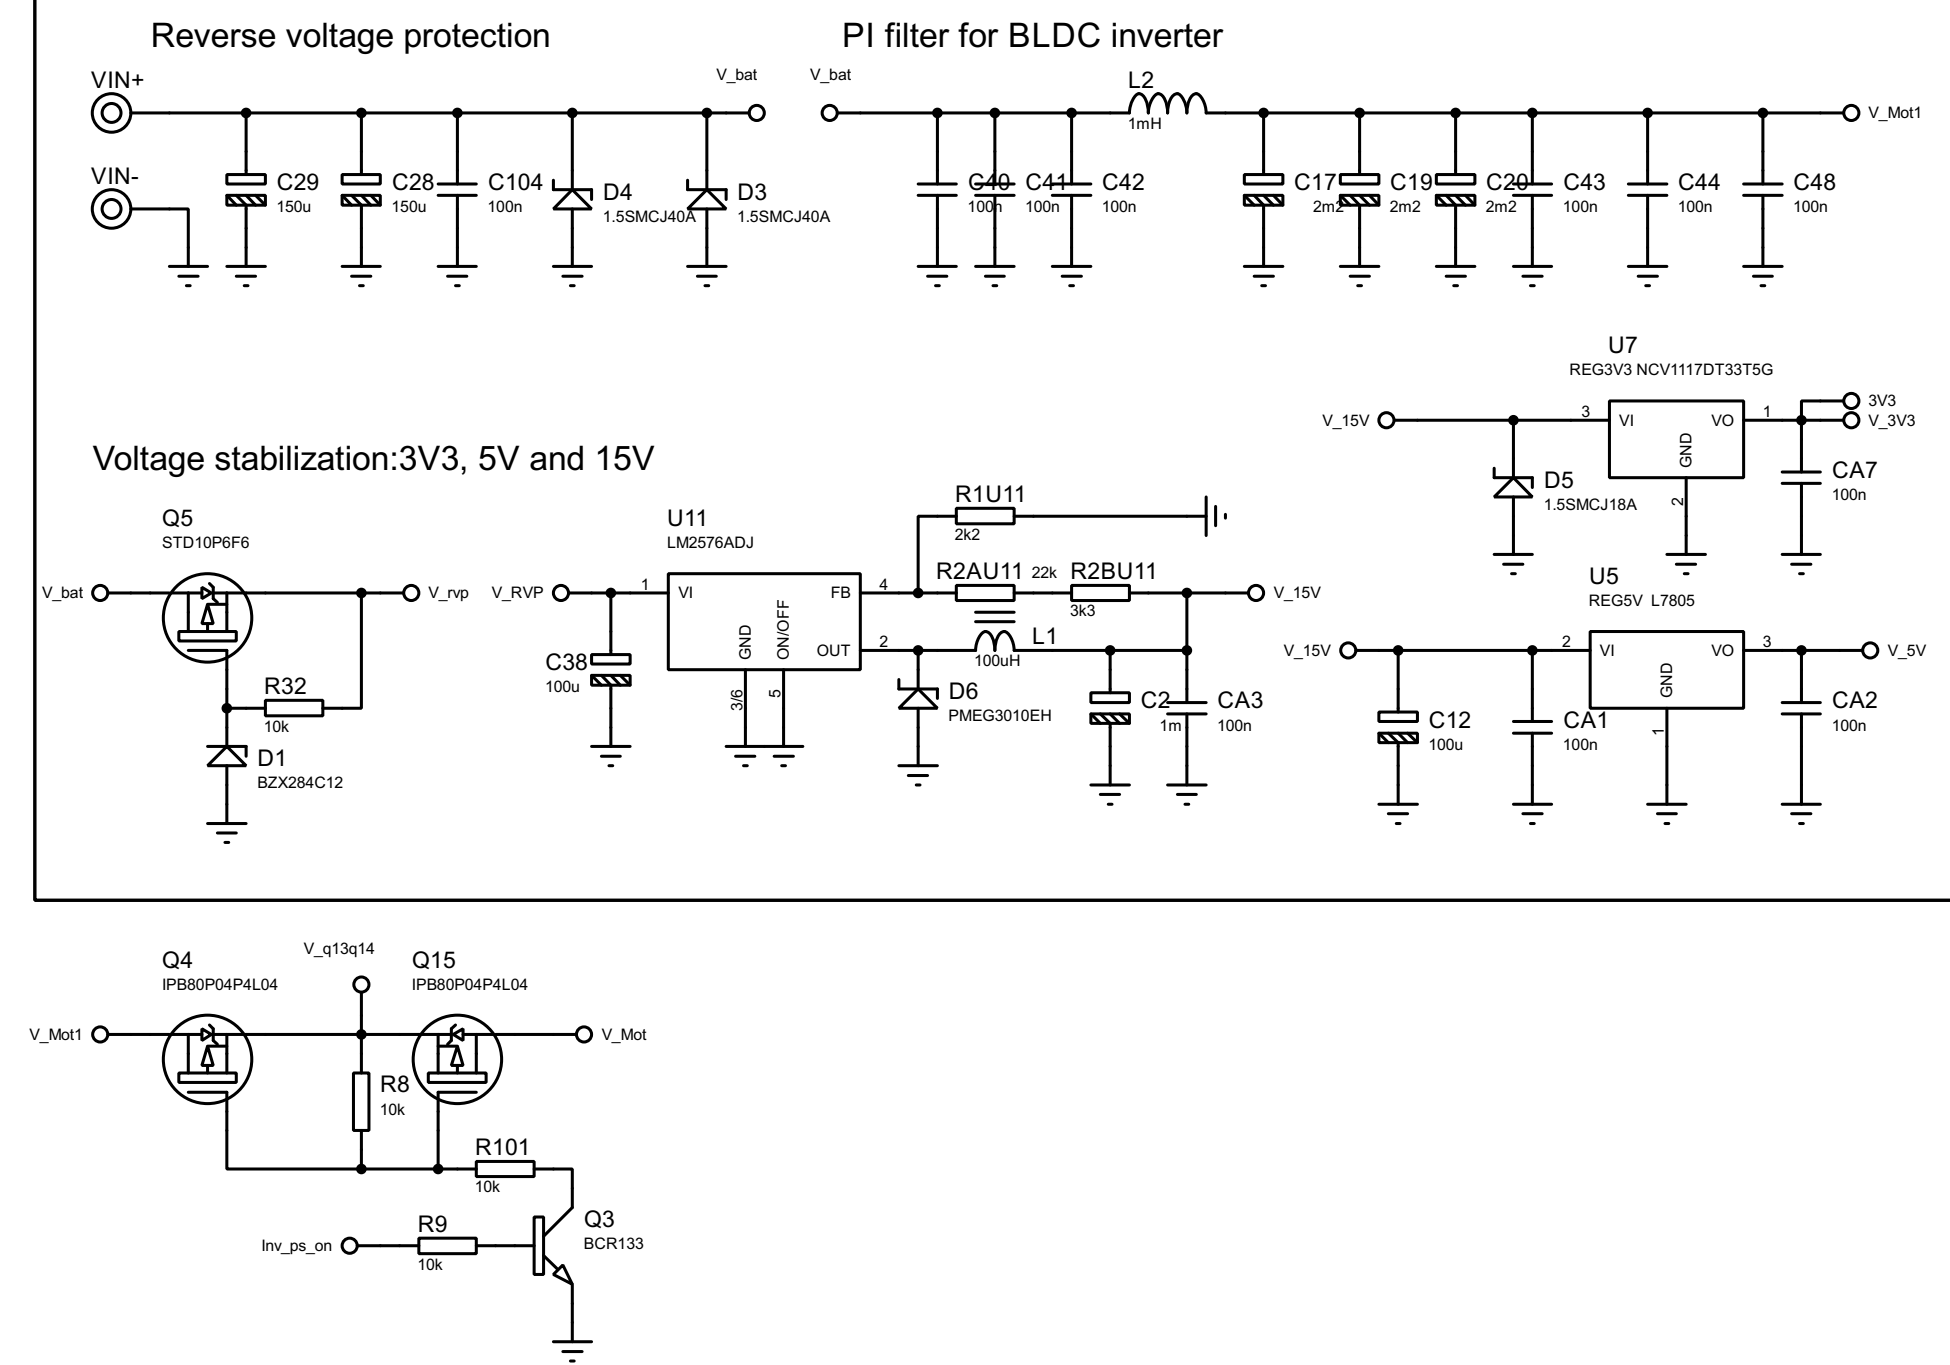 Reverse voltage protection
PI filter for BLDC inverter
VIN+
V_bat
V_bat
L2
1mH
V_Mot1
VIN-
C29
150u
C28
150u
C104
100n
D4
1.5SMCJ40A
D3
1.5SMCJ40A
C40
100n
C41
100n
C42
100n
C17
2m2
C19
2m2
C20
2m2
C43
100n
C44
100n
C48
100n
U7
REG3V3 NCV1117DT33T5G
V_15V
3
VI
VO
GND
1
2
3V3
V_3V3
D5
1.5SMCJ18A
CA7
100n
Voltage stabilization:3V3, 5V and 15V
Q5
STD10P6F6
V_bat
V_rvp
R32
10k
D1
BZX284C12
U11
LM2576ADJ
V_RVP
1
VI
FB
4
GND
ON/OFF
OUT
2
3/6
5
C38
100u
R1U11
2k2
R2AU11
22k
R2BU11
3k3
V_15V
L1
100uH
D6
PMEG3010EH
C2
1m
CA3
100n
U5
REG5V L7805
V_15V
2
VI
VO
GND
3
1
V_5V
C12
100u
CA1
100n
CA2
100n
Q4
IPB80P04P4L04
V_q13q14
Q15
IPB80P04P4L04
V_Mot1
V_Mot
R8
10k
R101
10k
Inv_ps_on
R9
10k
Q3
BCR133